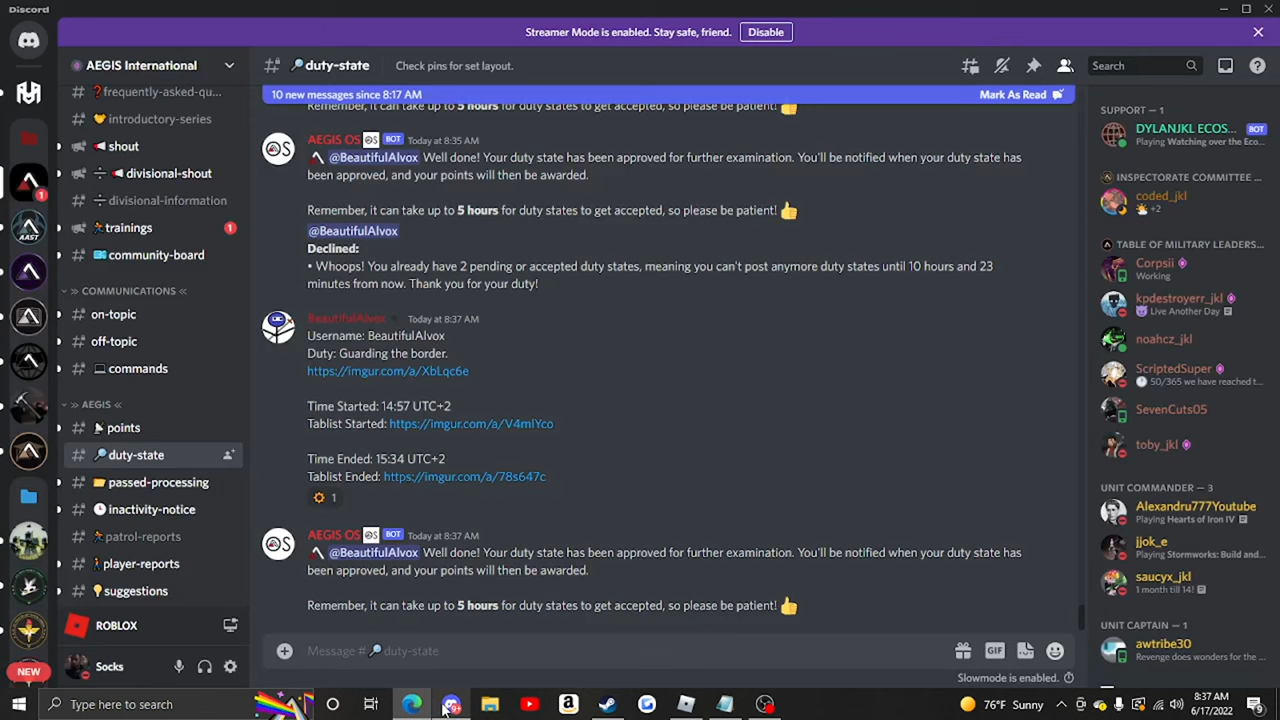 Discord
Streamer Mode is enabled. Stay safe, friend.
Disable
AEGIS International
# ❓frequently-asked-qu...
introductory-series
shout
divisional-shout
divisional-information
trainings
1
community-board
>> COMMUNICATIONS <<
on-topic
off-topic
commands
>> AEGIS <<
points
duty-state
passed-processing
inactivity-notice
patrol-reports
player-reports
suggestions
ROBLOX
Socks
1
AAST
NEW
duty-state
Check pins for set layout.
Search
10 new messages since 8:17 AM
Mark As Read
Remember, it can take up to 5 hours for duty states to get accepted, so please be patient! 👍
AEGIS OS BOT Today at 8:35 AM
@BeautifulAlvox Well done! Your duty state has been approved for further examination. You'll be notified when your duty state
has been approved, and your points will then be awarded.
Remember, it can take up to 5 hours for duty states to get accepted, so please be patient! 👍
@BeautifulAlvox
Declined:
• Whoops! You already have 2 pending or accepted duty states, meaning you can't post anymore duty states until 10 hours and 23
minutes from now. Thank you for your duty!
BeautifulAlvox Today at 8:37 AM
Username: BeautifulAlvox
Duty: Guarding the border.
https://imgur.com/a/XbLqc6e
Time Started: 14:57 UTC+2
Tablist Started: https://imgur.com/a/V4mlYco
Time Ended: 15:34 UTC+2
Tablist Ended: https://imgur.com/a/78s647c
1
AEGIS OS BOT Today at 8:37 AM
@BeautifulAlvox Well done! Your duty state has been approved for further examination. You'll be notified when your duty state
has been approved, and your points will then be awarded.
Remember, it can take up to 5 hours for duty states to get accepted, so please be patient! 👍
Message #🔎duty-state
GIF
Slowmode is enabled.
SUPPORT — 1
DYLANJKL ECOS... BOT
Playing Watching over the Eco...
INSPECTORATE COMMITTEE ...
coded_jkl
+2
TABLE OF MILITARY LEADERS...
Corpsii
Working
kpdestroyerr_jkl
Live Another Day
noahcz_jkl
ScriptedSuper
50/365 we have reached t...
SevenCuts05
toby_jkl
UNIT COMMANDER — 3
Alexandru777Youtube
Playing Hearts of Iron IV
jjok_e
Playing Stormworks: Build and...
saucyx_jkl
1 month till 14!
UNIT CAPTAIN — 1
awtribe30
Revenge does wonders for the...
Type here to search
76°F Sunny
8:37 AM
6/17/2022
9